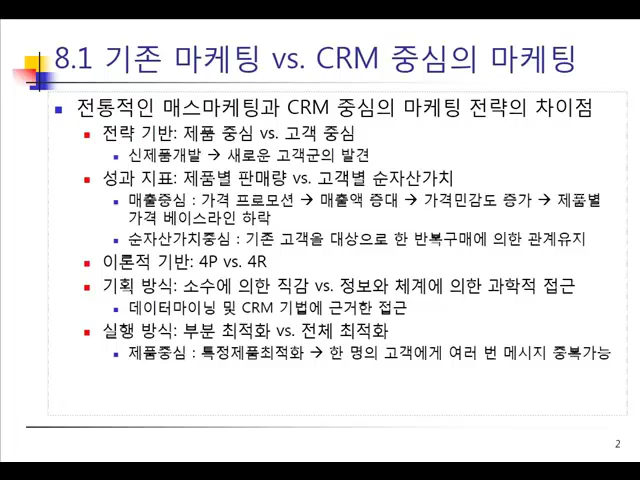 8.1 기존 마케팅 vs. CRM 중심의 마케팅
전통적인 매스마케팅과 CRM 중심의 마케팅 전략의 차이점
전략 기반: 제품 중심 vs. 고객 중심
신제품개발 → 새로운 고객군의 발견
성과 지표: 제품별 판매량 vs. 고객별 순자산가치
매출중심 : 가격 프로모션 → 매출액 증대 → 가격민감도 증가 → 제품별
가격 베이스라인 하락
순자산가치중심 : 기존 고객을 대상으로 한 반복구매에 의한 관계유지
이론적 기반: 4P vs. 4R
기획 방식: 소수에 의한 직감 vs. 정보와 체계에 의한 과학적 접근
데이터마이닝 및 CRM 기법에 근거한 접근
실행 방식: 부분 최적화 vs. 전체 최적화
제품중심 : 특정제품최적화 → 한 명의 고객에게 여러 번 메시지 중복가능
2